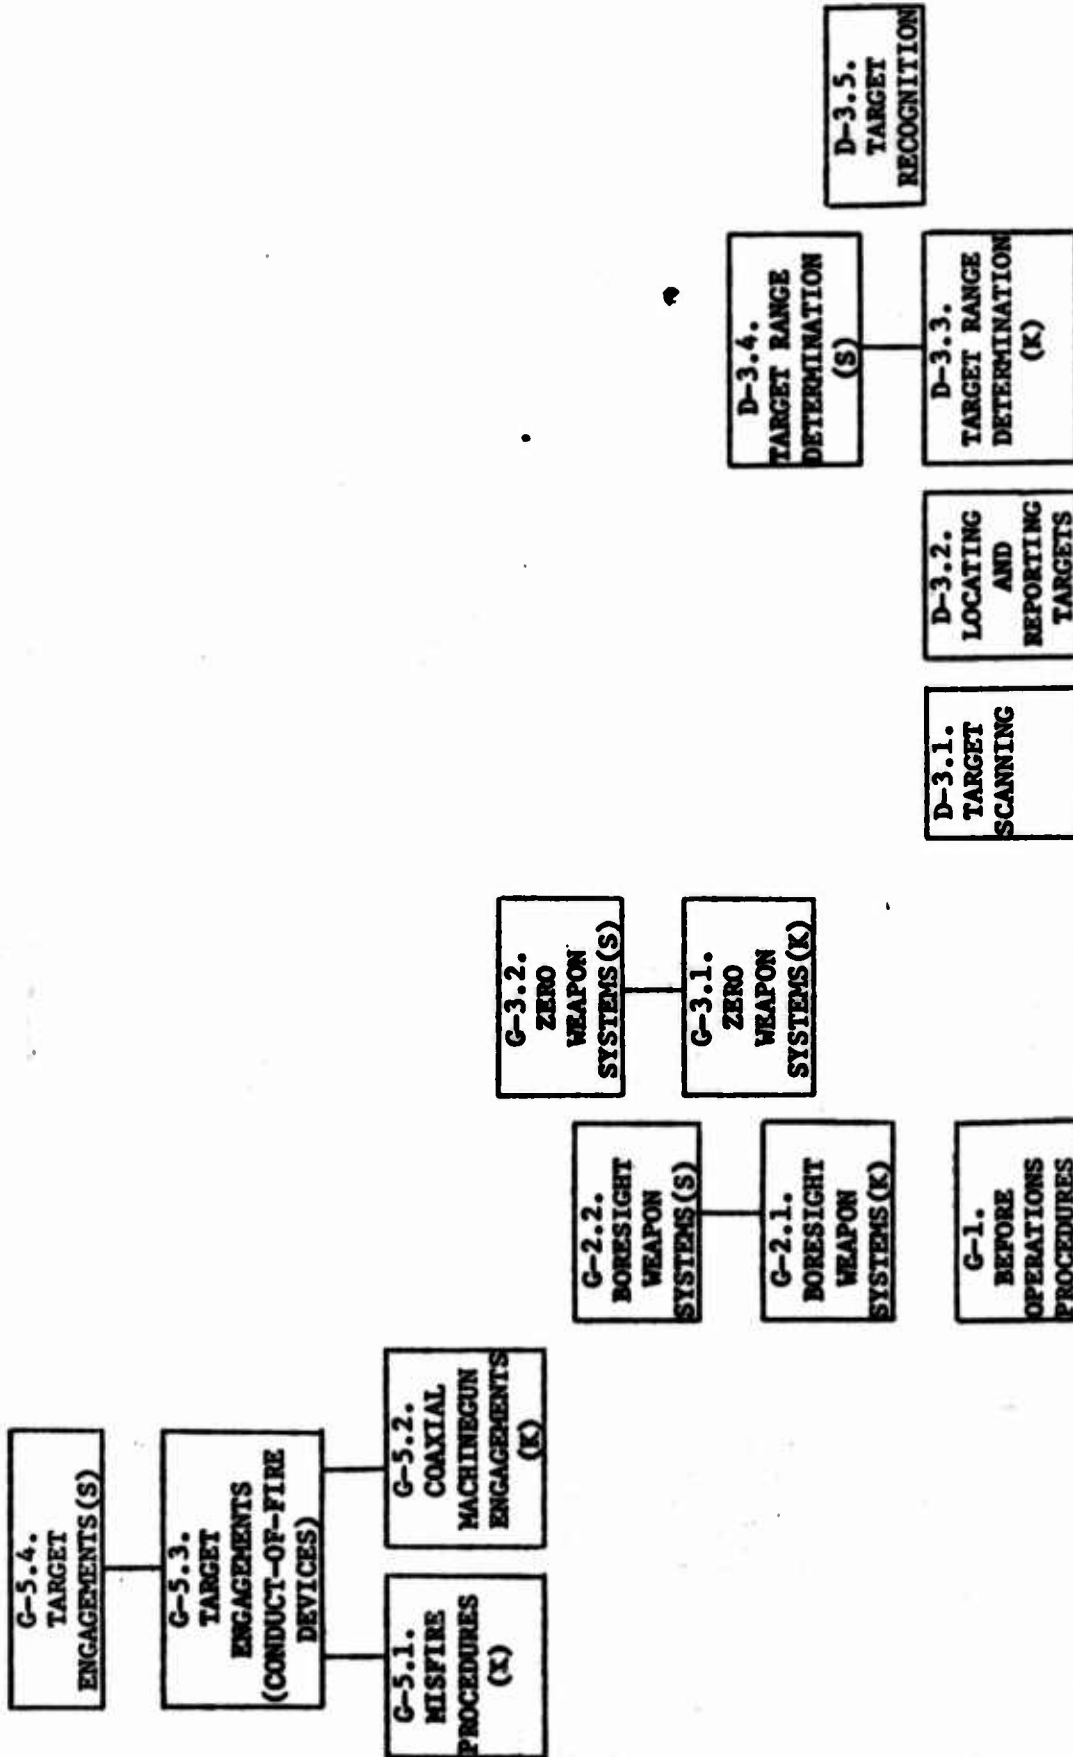 G-5.4.
TARGET
ENGAGEMENTS(S)
G-5.3.
TARGET
ENGAGEMENTS
(CONDUCT-OF-FIRE
DEVICES)
G-5.1.
MISFIRE
PROCEDURES
(K)
G-5.2.
COAXIAL
MACHINEGUN
ENGAGEMENTS
(K)
G-2.2.
BORESIGHT
WEAPON
SYSTEMS(S)
G-2.1.
BORESIGHT
WEAPON
SYSTEMS(K)
G-1.
BEFORE
OPERATIONS
PROCEDURES
G-3.2.
ZERO
WEAPON
SYSTEMS(S)
G-3.1.
ZERO
WEAPON
SYSTEMS(K)
D-3.1.
TARGET
SCANNING
D-3.2.
LOCATING
AND
REPORTING
TARGETS
D-3.4.
TARGET RANGE
DETERMINATION
(S)
D-3.3.
TARGET RANGE
DETERMINATION
(K)
D-3.5.
TARGET
RECOGNITION